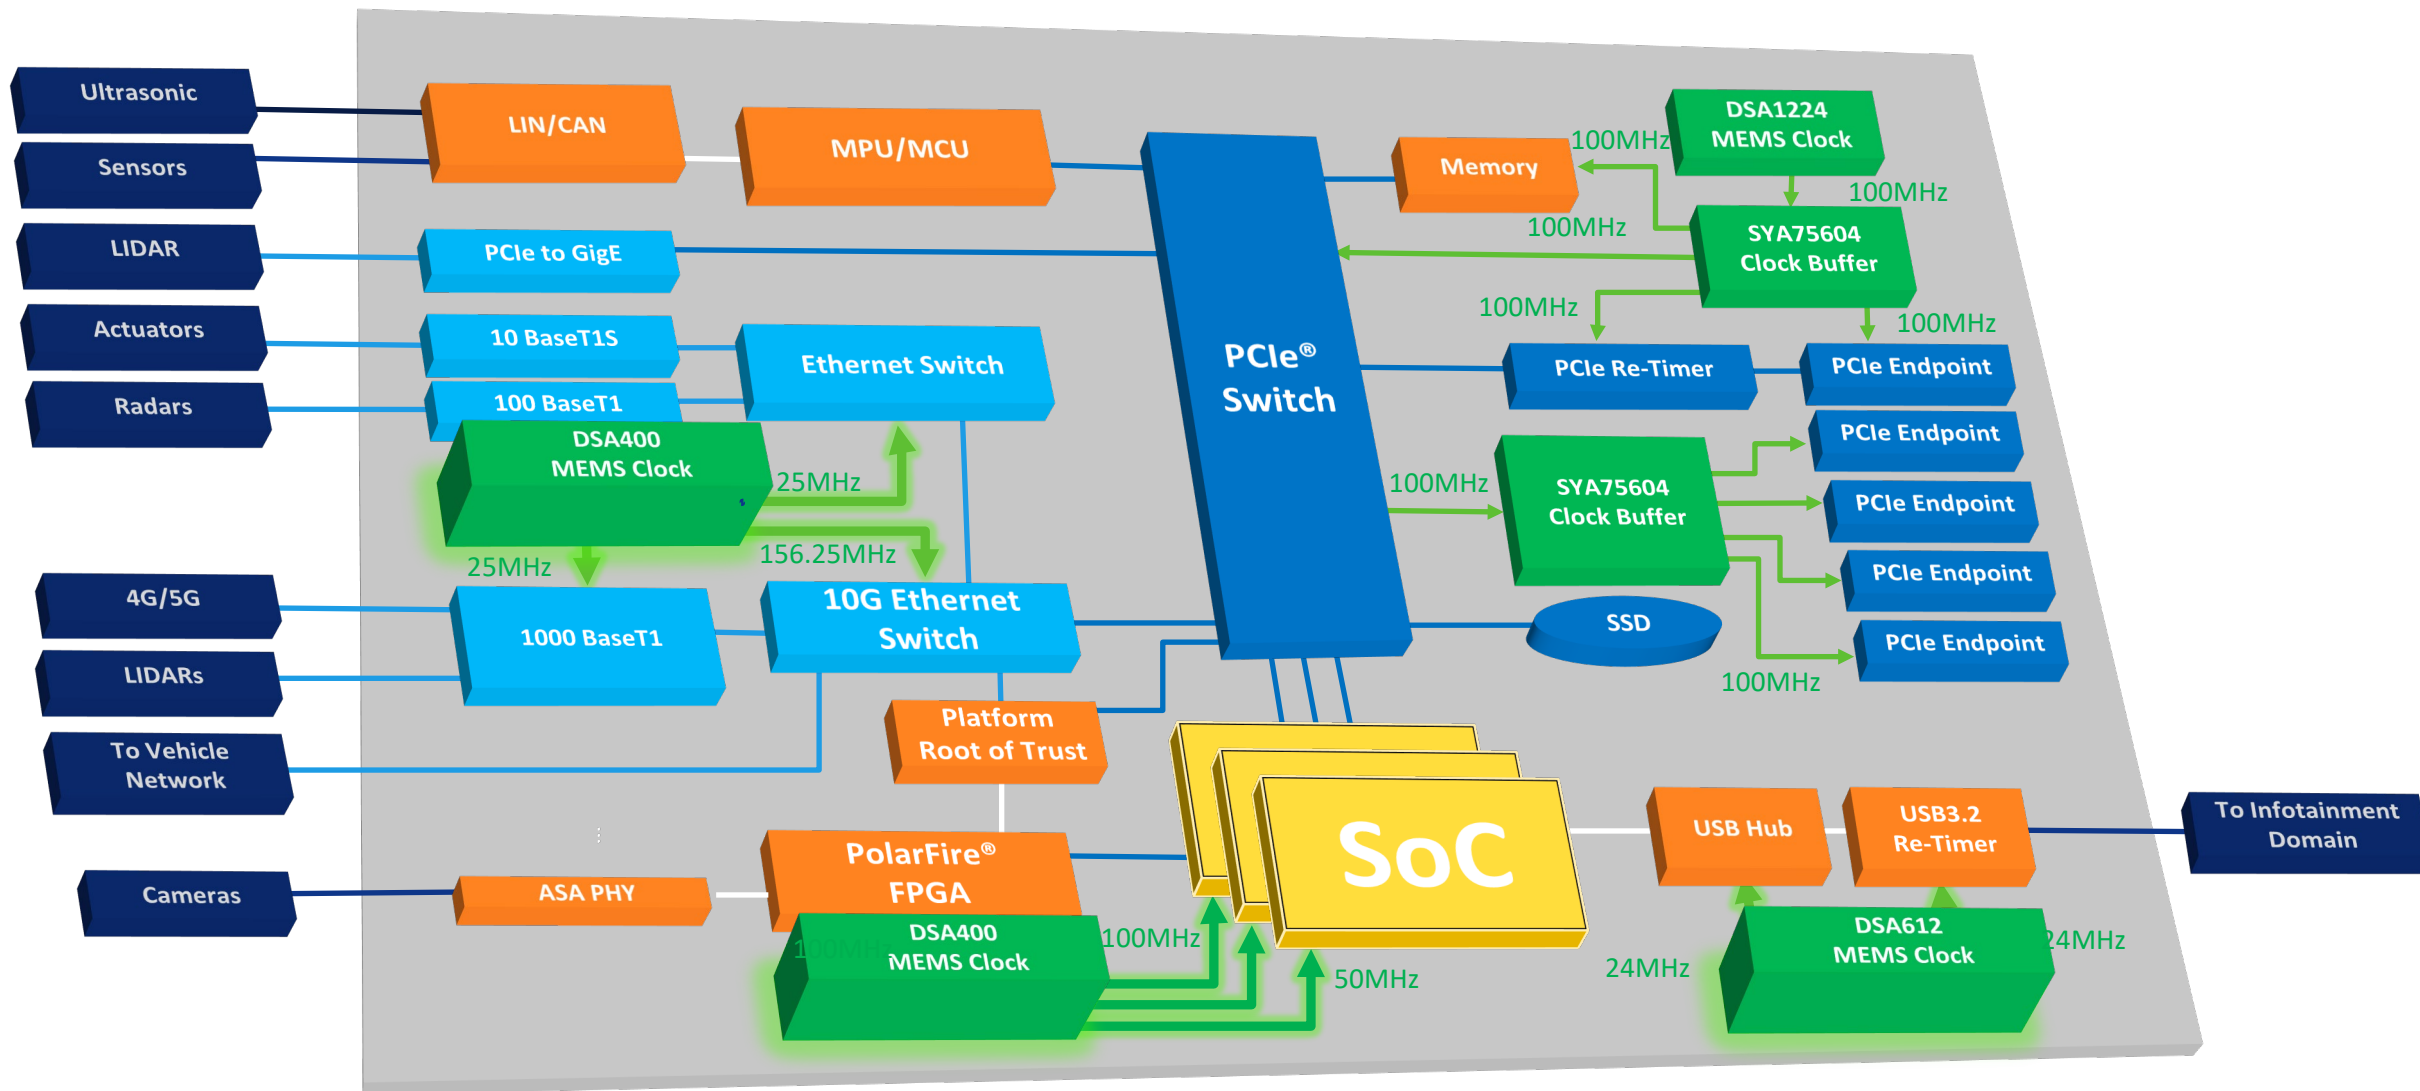 Ultrasonic
Sensors
LIDAR
Actuators
Radars
4G/5G
LIDARs
To Vehicle
Network
Cameras
LIN/CAN
MPU/MCU
PCIe to GigE
10 BaseT1S
100 BaseT1
Ethernet Switch
DSA400
MEMS Clock
25MHz
156.25MHz
25MHz
1000 BaseT1
10G Ethernet
Switch
Platform
Root of Trust
PolarFire®
FPGA
ASA PHY
DSA400
MEMS Clock
100MHz
100MHz
50MHz
PCIe®
Switch
Memory
DSA1224
MEMS Clock
100MHz
100MHz
100MHz
SYA75604
Clock Buffer
100MHz
100MHz
PCIe Re-Timer
PCIe Endpoint
PCIe Endpoint
PCIe Endpoint
PCIe Endpoint
PCIe Endpoint
100MHz
SYA75604
Clock Buffer
100MHz
SSD
SoC
USB Hub
USB3.2
Re-Timer
DSA612
MEMS Clock
24MHz
24MHz
To Infotainment
Domain